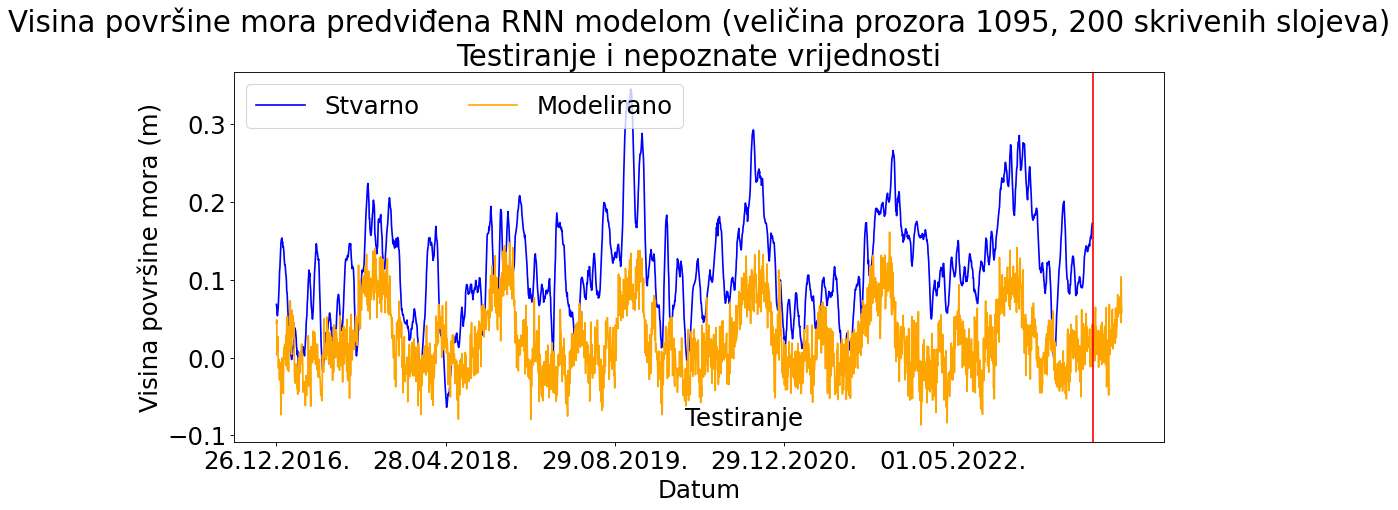 Visina površine mora predviđena RNN modelom (veličina prozora 1095, 200 skrivenih slojeva)
Testiranje i nepoznate vrijednosti
Stvarno Modelirano
Visina površine mora (m)
0.3
0.2
0.1
0.0
−0.1
Testiranje
26.12.2016. 28.04.2018. 29.08.2019. 29.12.2020. 01.05.2022.
Datum